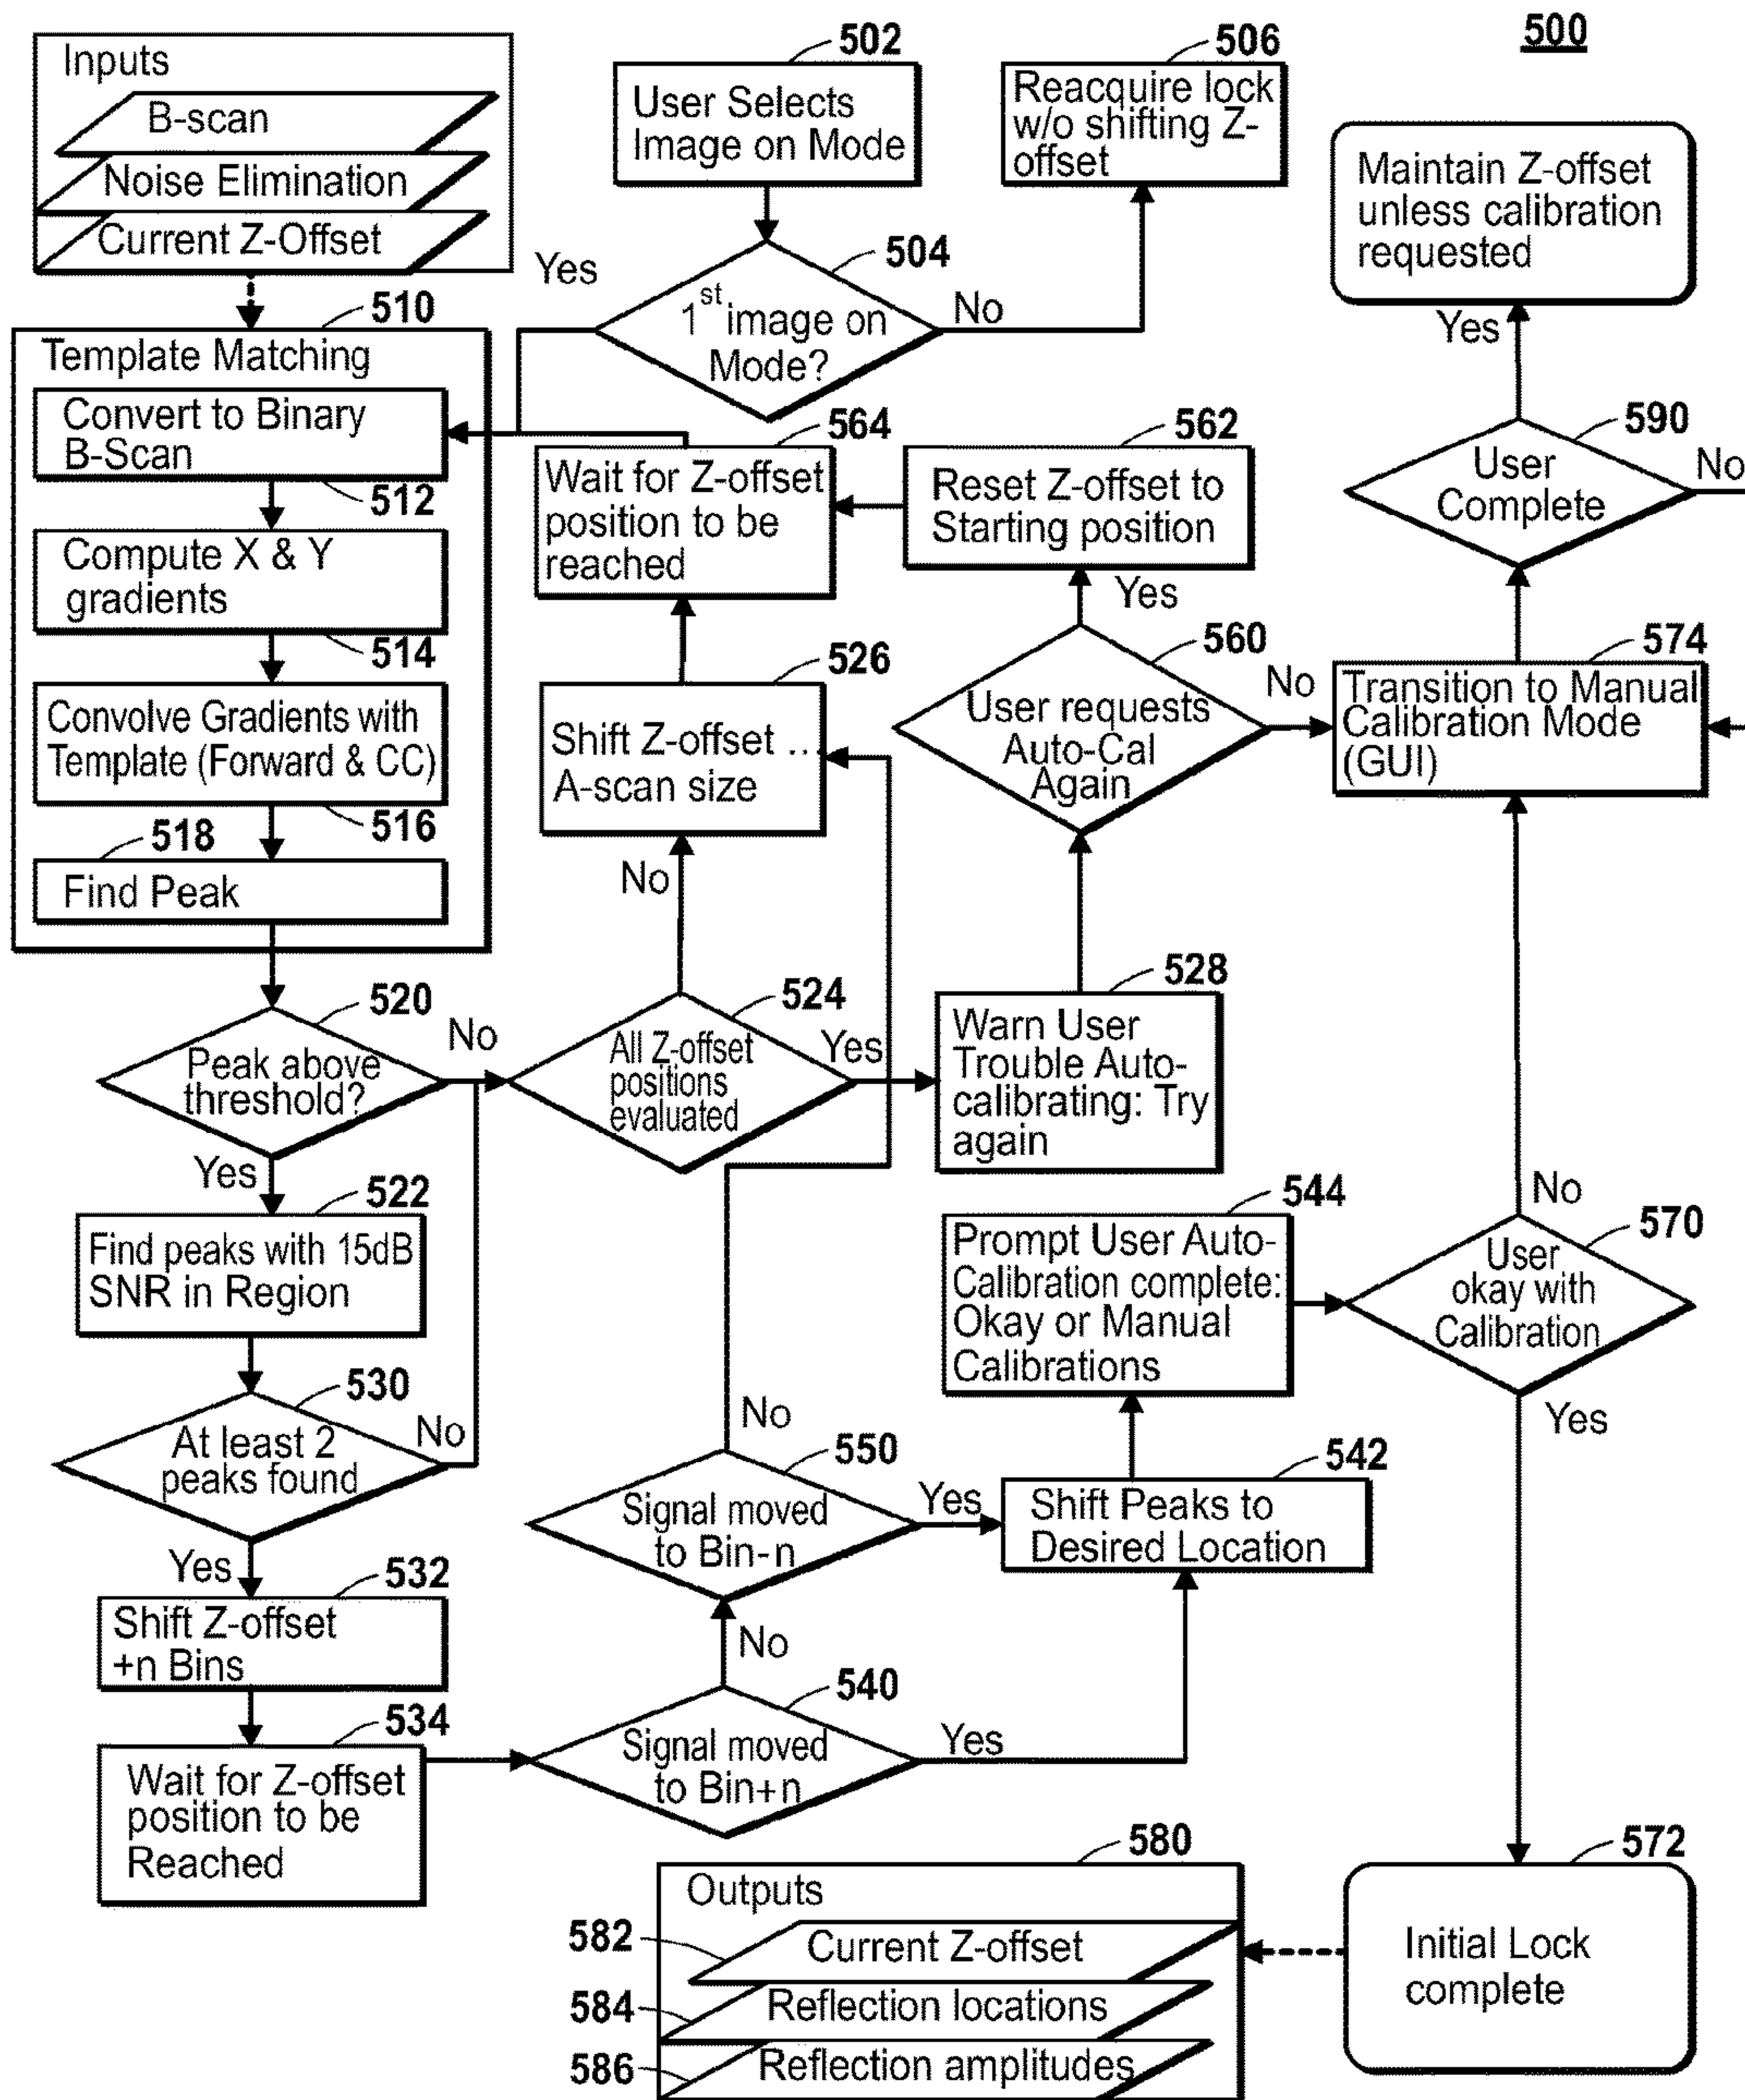 500
Inputs
B-scan
Noise Elimination
Current Z-Offset
502
User Selects
Image on Mode
506
Reacquire lock
w/o shifting Z-
offset
Maintain Z-offset
unless calibration
requested
504
1st image on
Mode?
Yes
No
Yes
510
Template Matching
Convert to Binary
B-Scan
512
Compute X & Y
gradients
514
Convolve Gradients with
Template (Forward & CC)
516
518
Find Peak
564
Wait for Z-offset
position to be
reached
562
Reset Z-offset to
Starting position
590
User
Complete
No
Yes
526
Shift Z-offset ..
A-scan size
560
User requests
Auto-Cal
Again
No
574
Transition to Manual
Calibration Mode
(GUI)
No
520
Peak above
threshold?
No
524
All Z-offset
positions
evaluated
Yes
528
Warn User
Trouble Auto-
calibrating: Try
again
Yes
522
Find peaks with 15dB
SNR in Region
544
Prompt User Auto-
Calibration complete:
Okay or Manual
Calibrations
No
570
User
okay with
Calibration
Yes
530
At least 2
peaks found
No
Yes
No
550
Signal moved
to Bin-n
Yes
542
Shift Peaks to
Desired Location
532
Shift Z-offset
+n Bins
No
534
Wait for Z-offset
position to be
Reached
540
Signal moved
to Bin+n
Yes
580
Outputs
582
Current Z-offset
584
Reflection locations
586
Reflection amplitudes
572
Initial Lock
complete